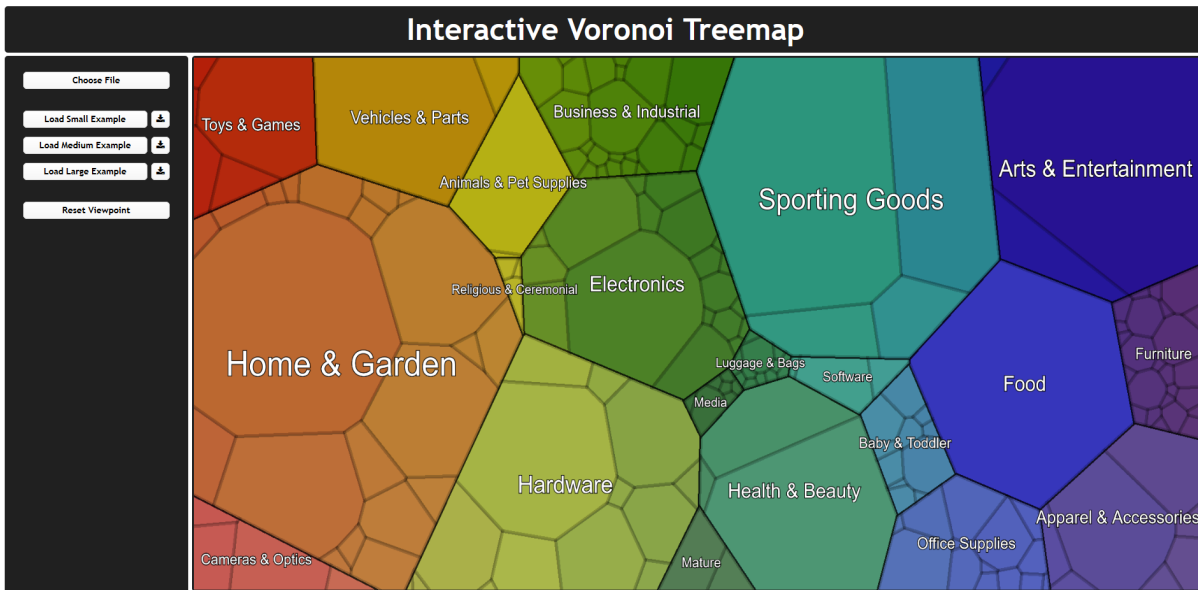 Interactive Voronoi Treemap
Choose File
Load Small Example
Load Medium Example
Load Large Example
Reset Viewpoint
Toys & Games
Vehicles & Parts
Business & Industrial
Animals & Pet Supplies
Sporting Goods
Arts & Entertainment
Religious & Ceremonial
Electronics
Home & Garden
Luggage & Bags
Software
Media
Food
Furniture
Baby & Toddler
Hardware
Health & Beauty
Apparel & Accessories
Office Supplies
Cameras & Optics
Mature